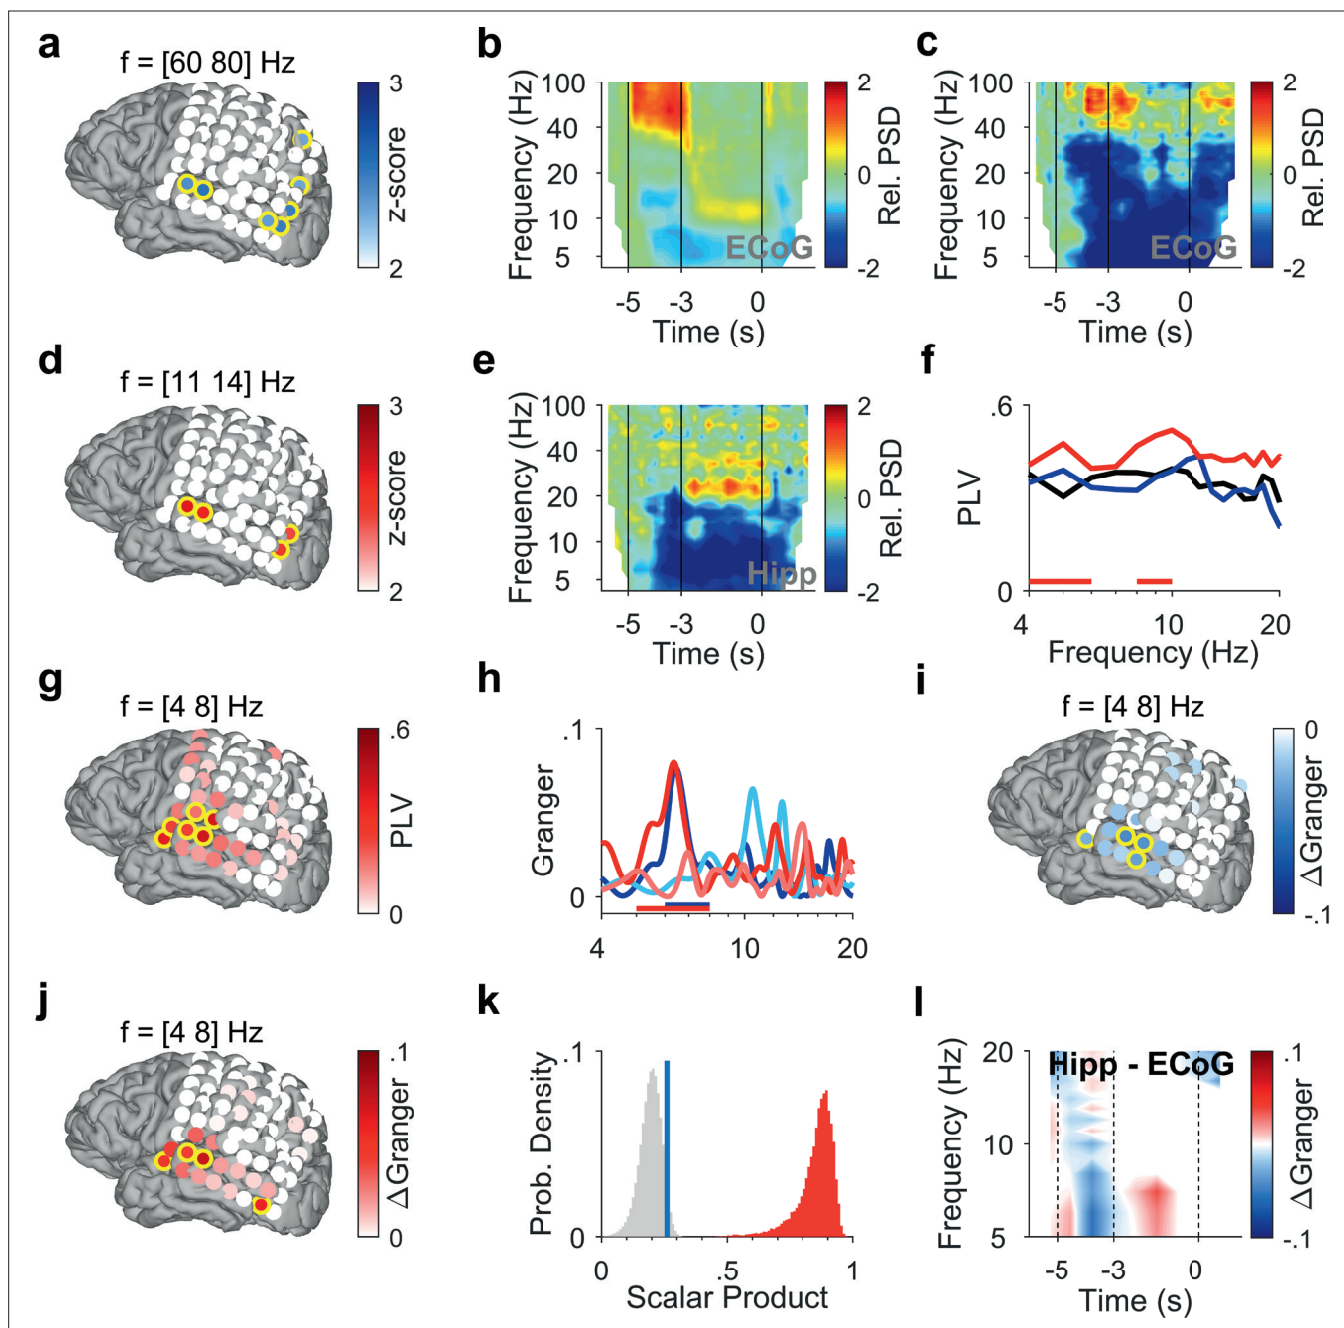 a
f = [60 80] Hz
3
z-score
2
b
Frequency (Hz)
100
40
20
10
5
ECoG
-5 -3 0
Time (s)
2
0
-2
Rel. PSD
c
Frequency (Hz)
100
40
20
10
5
ECoG
-5 -3 0
Time (s)
2
0
-2
Rel. PSD
d
f = [11 14] Hz
3
z-score
2
e
Frequency (Hz)
100
40
20
10
5
Hipp
-5 -3 0
Time (s)
2
0
-2
Rel. PSD
f
.6
PLV
0
4 10 20
Frequency (Hz)
g
f = [4 8] Hz
.6
PLV
0
h
.1
Granger
0
4 10 20
i
f = [4 8] Hz
0
ΔGranger
-.1
j
f = [4 8] Hz
.1
ΔGranger
0
k
.1
Prob. Density
0
0 .5 1
Scalar Product
l
Hipp - ECoG
Frequency (Hz)
20
10
5
-5 -3 0
Time (s)
.1
ΔGranger
-.1